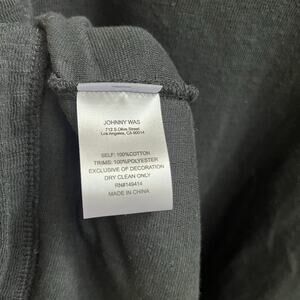 JOHNNY WAS
712 S Olive Street
Los Angeles, CA 90014
SELF: 100%COTTON
TRIMS: 100%POLYESTER
EXCLUSIVE OF DECORATION
DRY CLEAN ONLY
RN#149414
MADE IN CHINA